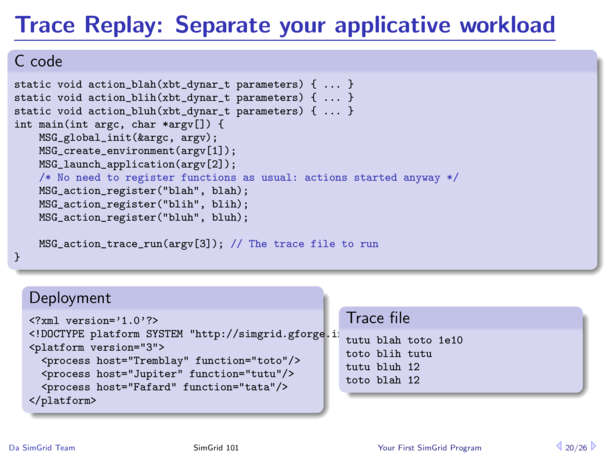 Trace Replay: Separate your applicative workload
C code
static void action_blah(xbt_dynar_t parameters) { ... }
static void action_blih(xbt_dynar_t parameters) { ... }
static void action_bluh(xbt_dynar_t parameters) { ... }
int main(int argc, char *argv[]) {
    MSG_global_init(&argc, argv);
    MSG_create_environment(argv[1]);
    MSG_launch_application(argv[2]);
    /* No need to register functions as usual: actions started anyway */
    MSG_action_register("blah", blah);
    MSG_action_register("blih", blih);
    MSG_action_register("bluh", bluh);
    MSG_action_trace_run(argv[3]); // The trace file to run
}
Deployment
<?xml version='1.0'?>
<!DOCTYPE platform SYSTEM "http://simgrid.gforge.i
<platform version="3">
  <process host="Tremblay" function="toto"/>
  <process host="Jupiter" function="tutu"/>
  <process host="Fafard" function="tata"/>
</platform>
Trace file
tutu blah toto 1e10
toto blih tutu
tutu bluh 12
toto blah 12
Da SimGrid Team
SimGrid 101
Your First SimGrid Program
20/26